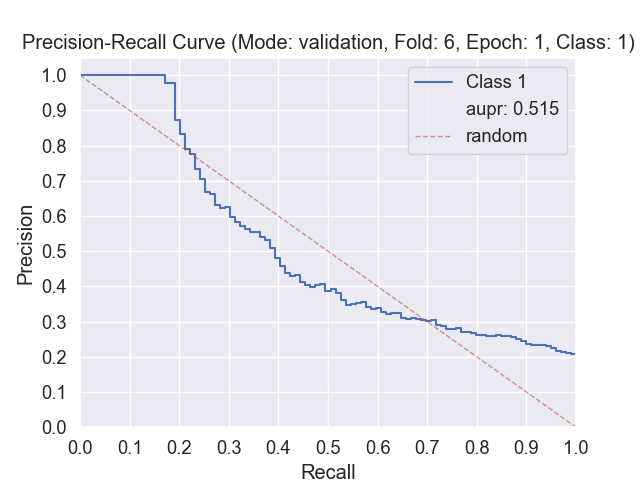 Precision-Recall Curve (Mode: validation, Fold: 6, Epoch: 1, Class: 1)
Class 1
aupr: 0.515
random
Precision
1.0
0.9
0.8
0.7
0.6
0.5
0.4
0.3
0.2
0.1
0.0
0.0 0.1 0.2 0.3 0.4 0.5 0.6 0.7 0.8 0.9 1.0
Recall